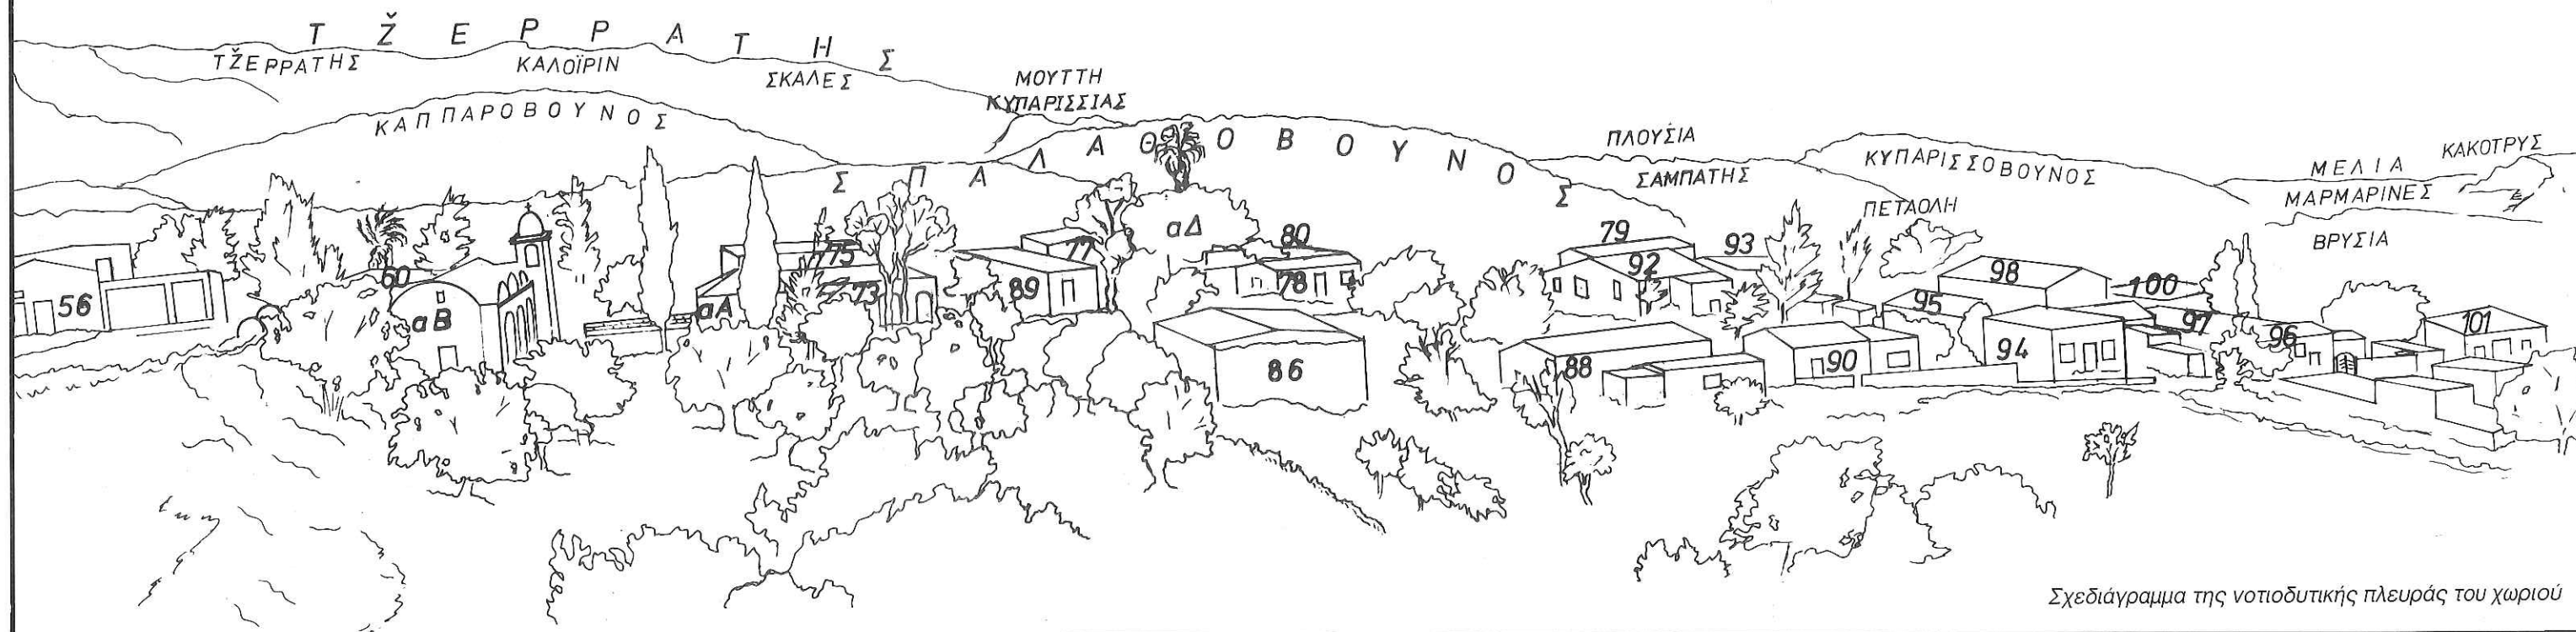 ΤŽΕΡΡΑΤΗΣ
ΤŽΕΡΡΑΤΗΣ
ΚΑΛΟΪΡΙΝ
ΣΚΑΛΕΣ
ΜΟΥΤΤΗ
ΚΥΠΑΡΙΣΣΙΑΣ
ΚΑΠΠΑΡΟΒΟΥΝΟΣ
ΣΠΑΛΑΘΟΒΟΥΝΟΣ
ΠΛΟΥΣΙΑ
ΣΑΜΠΑΤΗΣ
ΚΥΠΑΡΙΣΣΟΒΟΥΝΟΣ
ΠΕΤΑΟΛΗ
ΜΕΛΙΑ
ΚΑΚΟΤΡΥΣ
ΜΑΡΜΑΡΙΝΕΣ
ΒΡΥΣΙΑ
56
60
αΒ
αΑ
75
73
89
77
αΔ
80
78
86
79
92
93
88
90
95
98
94
100
97
96
101
Σχεδιάγραμμα της νοτιοδυτικής πλευράς του χωριού